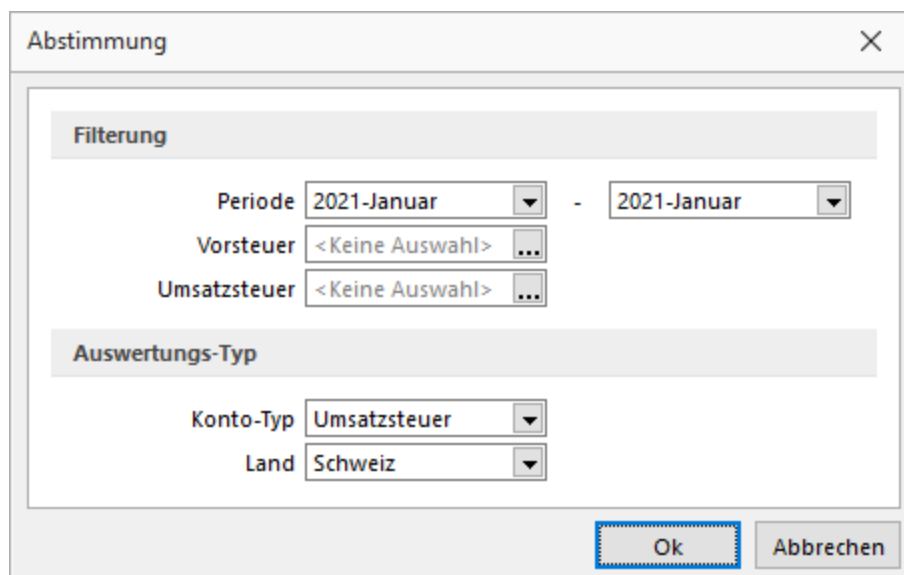 Abstimmung
Filterung
Periode 2021-Januar - 2021-Januar
Vorsteuer <Keine Auswahl> ...
Umsatzsteuer <Keine Auswahl> ...
Auswertungs-Typ
Konto-Typ Umsatzsteuer
Land Schweiz
Ok Abbrechen